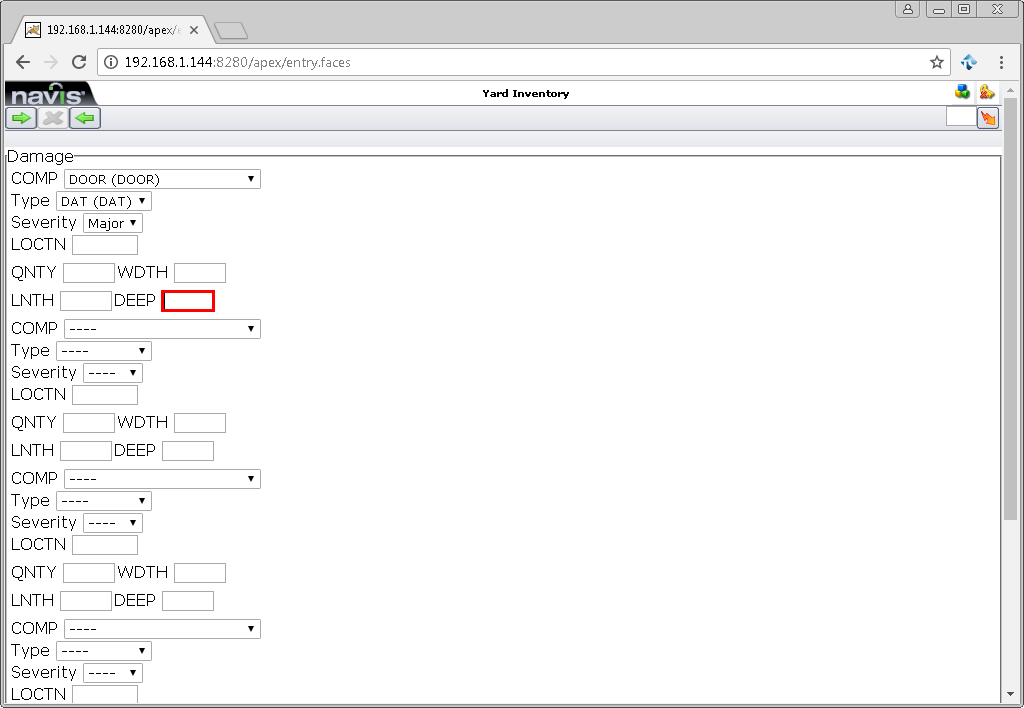 192.168.1.144:8280/apex/e
192.168.1.144:8280/apex/entry.faces
navis
Yard Inventory
Damage
COMP DOOR (DOOR)
Type DAT (DAT)
Severity Major
LOCTN
QNTY WDTH
LNTH DEEP
COMP ----
Type ----
Severity ----
LOCTN
QNTY WDTH
LNTH DEEP
COMP ----
Type ----
Severity ----
LOCTN
QNTY WDTH
LNTH DEEP
COMP ----
Type ----
Severity ----
LOCTN